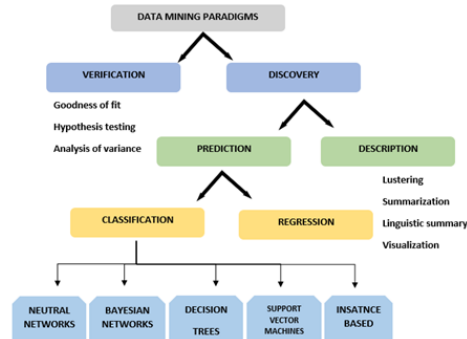 DATA MINING PARADIGMS
VERIFICATION
DISCOVERY
Goodness of fit
Hypothesis testing
Analysis of variance
PREDICTION
DESCRIPTION
Lustering
Summarization
Linguistic summary
Visualization
CLASSIFICATION
REGRESSION
NEUTRAL
NETWORKS
BAYESIAN
NETWORKS
DECISION
TREES
SUPPORT
VECTOR
MACHINES
INSATNCE
BASED